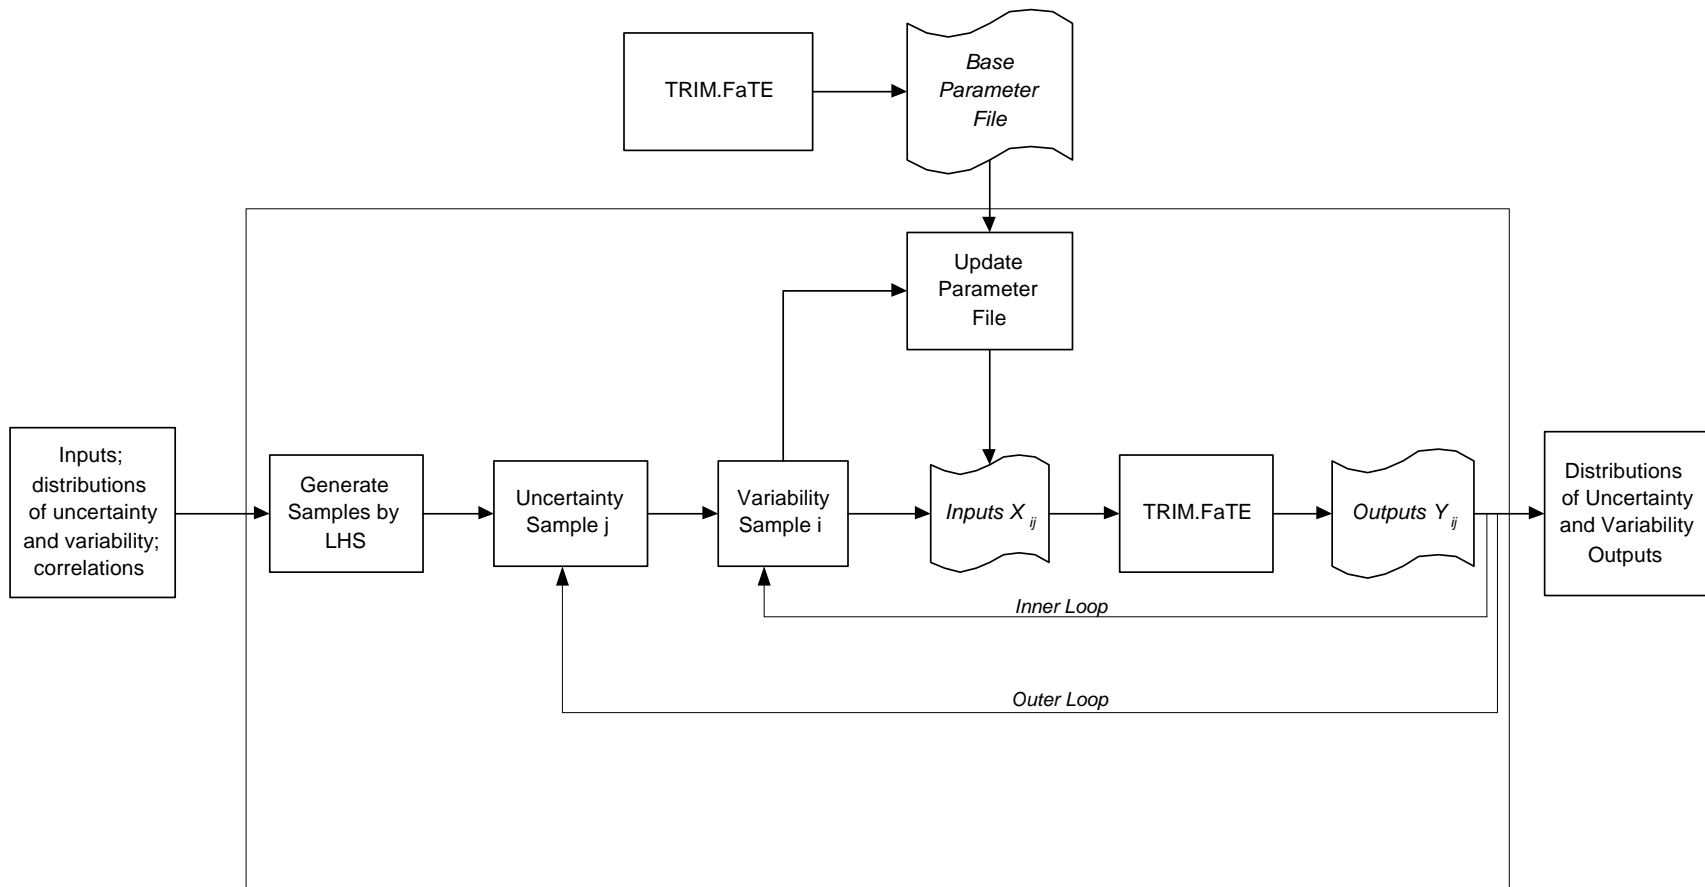 TRIM.FaTE
Base
Parameter
File
Update
Parameter
File
Inputs;
distributions
of uncertainty
and variability;
correlations
Generate
Samples by
LHS
Uncertainty
Sample j
Variability
Sample i
Inputs X ij
TRIM.FaTE
Outputs Y ij
Distributions
of Uncertainty
and Variability
Outputs
Inner Loop
Outer Loop